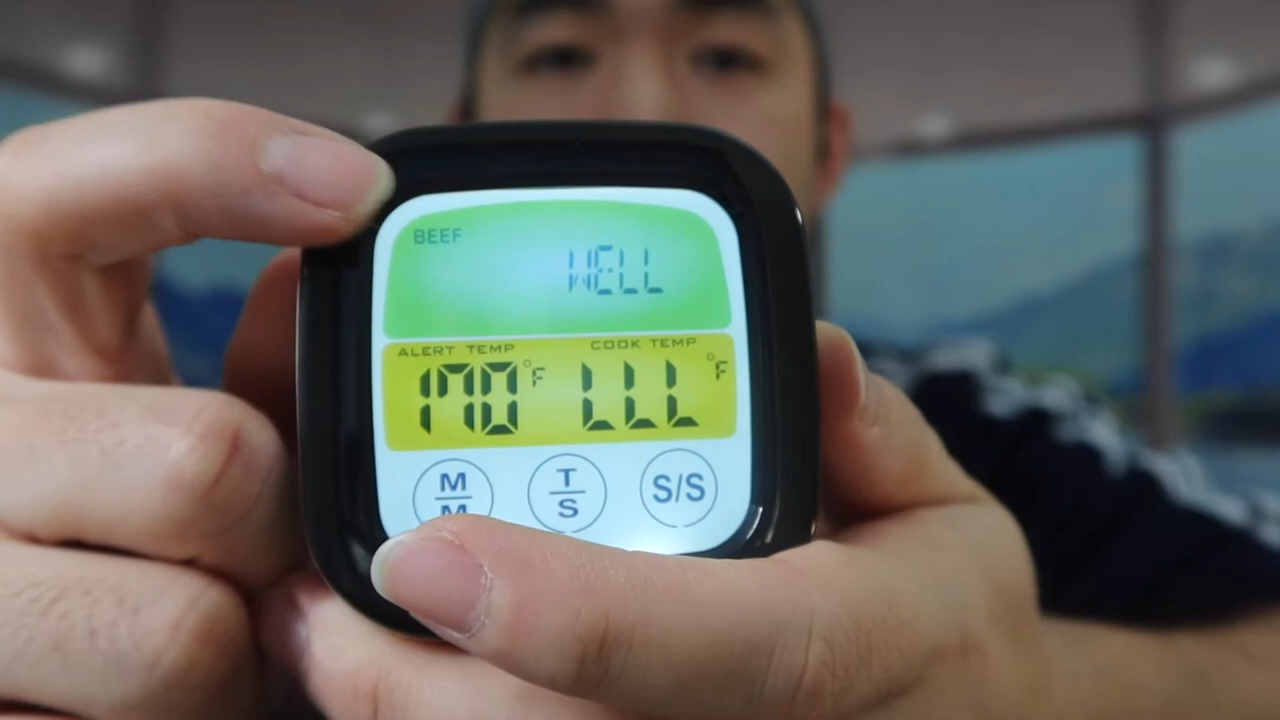 BEEF
WELL
ALERT TEMP COOK TEMP
170°F LLL °F
M T S/S
M S